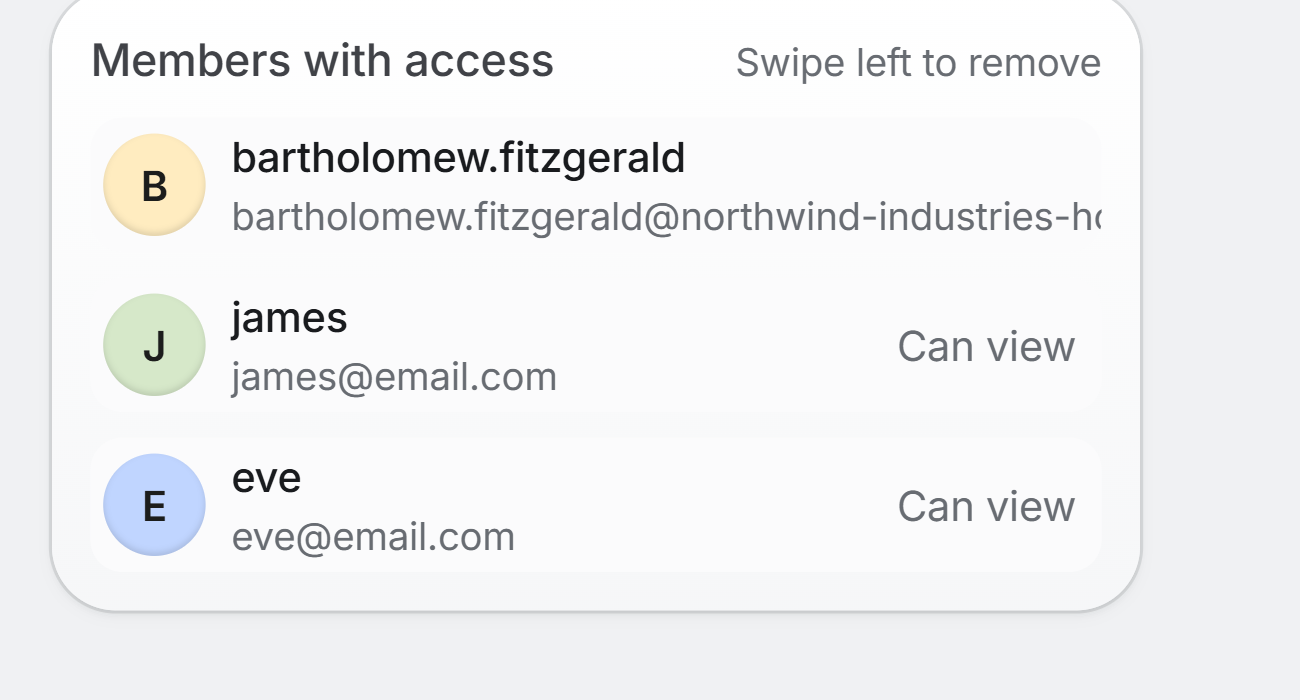 Members with access
Swipe left to remove
B
bartholomew.fitzgerald
bartholomew.fitzgerald@northwind-industries-h
J
james
james@email.com
Can view
E
eve
eve@email.com
Can view